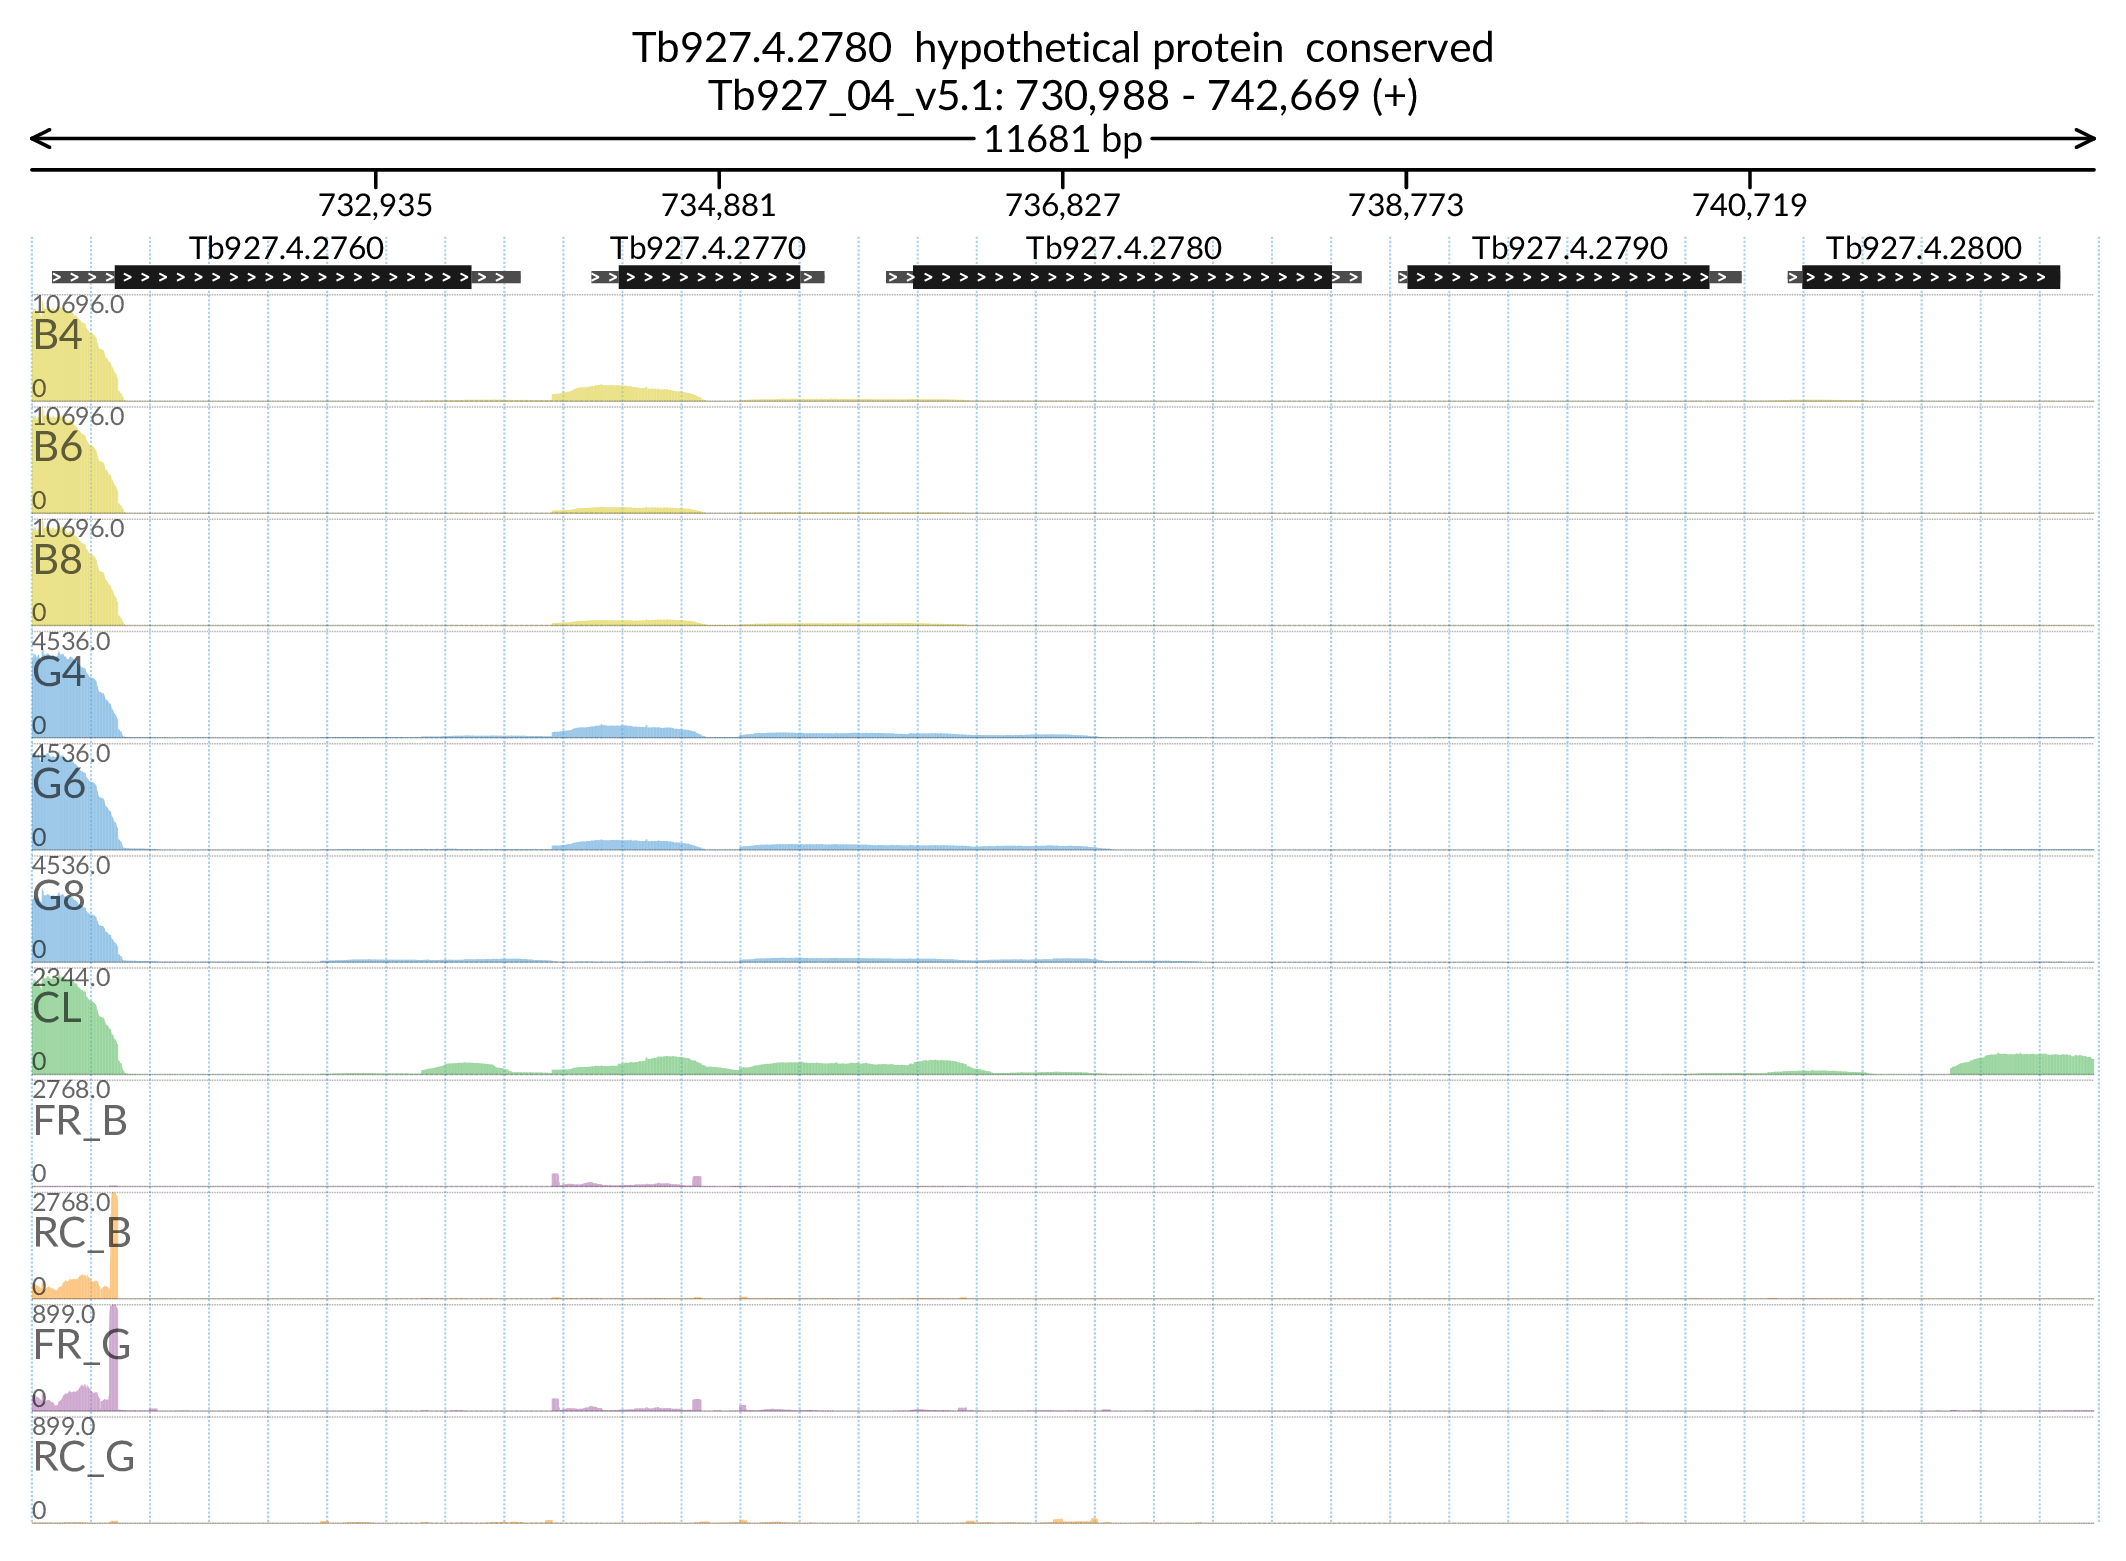 Tb927.4.2780  hypothetical protein  conserved
Tb927_04_v5.1: 730,988 - 742,669 (+)
11681 bp
732,935 734,881 736,827 738,773 740,719
Tb927.4.2760 Tb927.4.2770 Tb927.4.2780 Tb927.4.2790 Tb927.4.2800
10696.0
B4
0
10696.0
B6
0
10696.0
B8
0
4536.0
G4
0
4536.0
G6
0
4536.0
G8
0
2344.0
CL
0
2768.0
FR_B
0
2768.0
RC_B
0
899.0
FR_G
0
899.0
RC_G
0